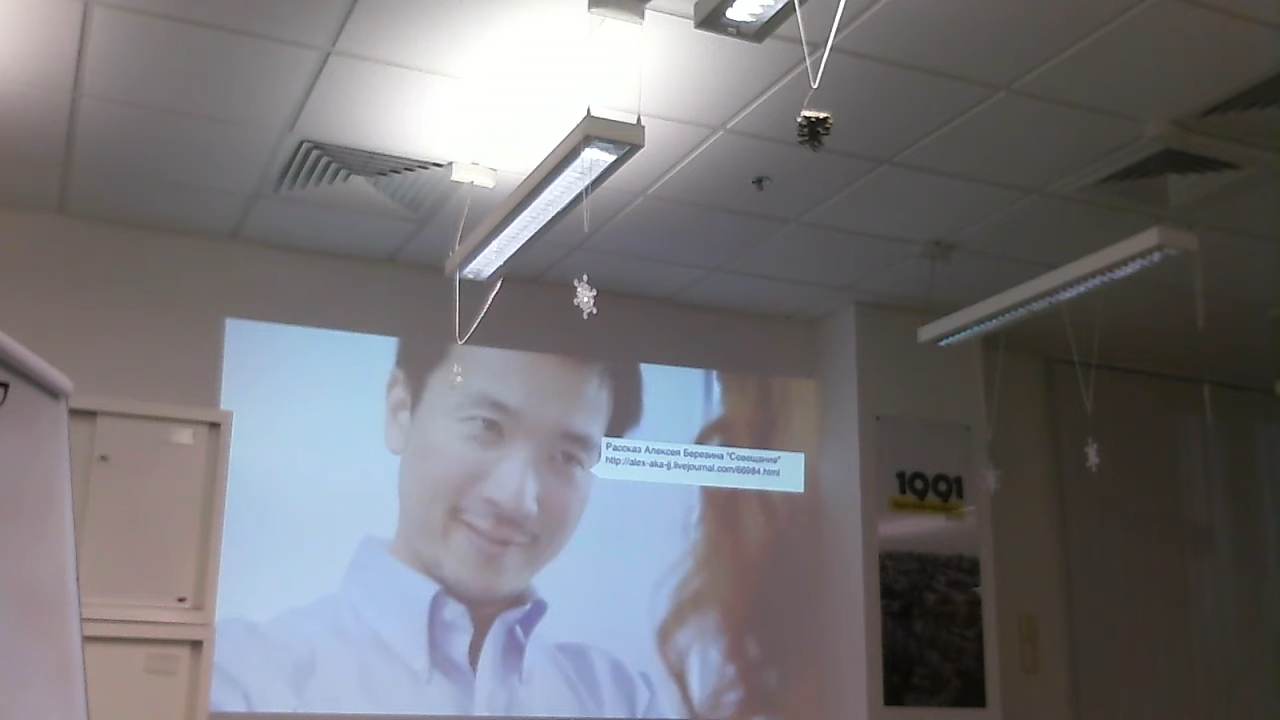 Рассказ Алексея Березина "Совещание"
http://alex-aka-jj.livejournal.com/66984.html
1991